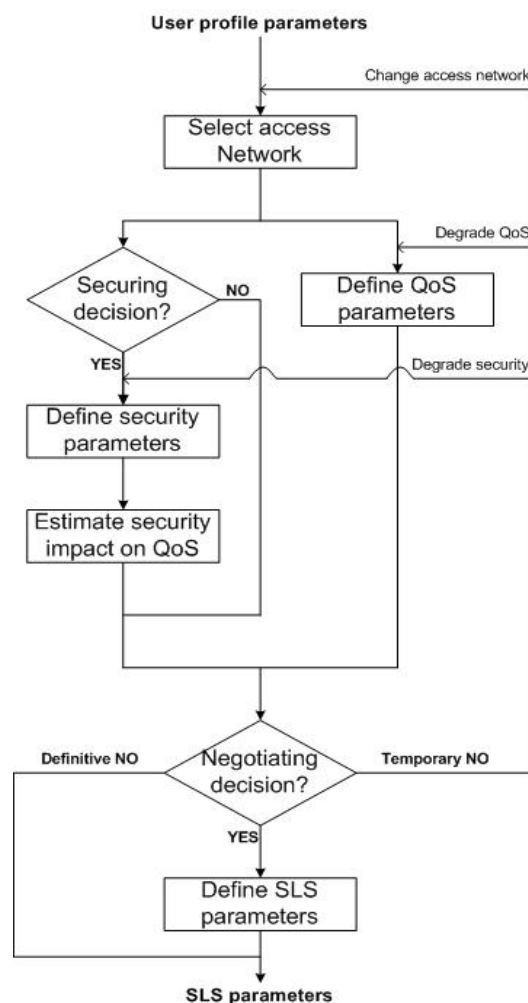 User profile parameters
Change access network
Select access
Network
Degrade QoS
Securing
decision?
NO
Define QoS
parameters
YES
Degrade security
Define security
parameters
Estimate security
impact on QoS
Definitive NO
Negotiating
decision?
Temporary NO
YES
Define SLS
parameters
SLS parameters